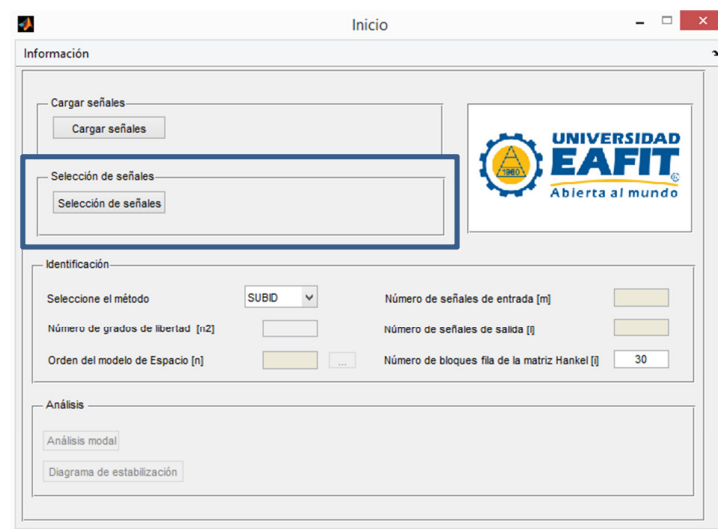 Inicio
Información
Cargar señales
Cargar señales
UNIVERSIDAD
EAFIT
1960
Abierta al mundo
Selección de señales
Selección de señales
Identificación
Seleccione el método SUBID Número de señales de entrada [m]
Número de grados de libertad [n2] Número de señales de salida [l]
Orden del modelo de Espacio [n] ... Número de bloques fila de la matriz Hankel [i] 30
Análisis
Análisis modal
Diagrama de estabilización